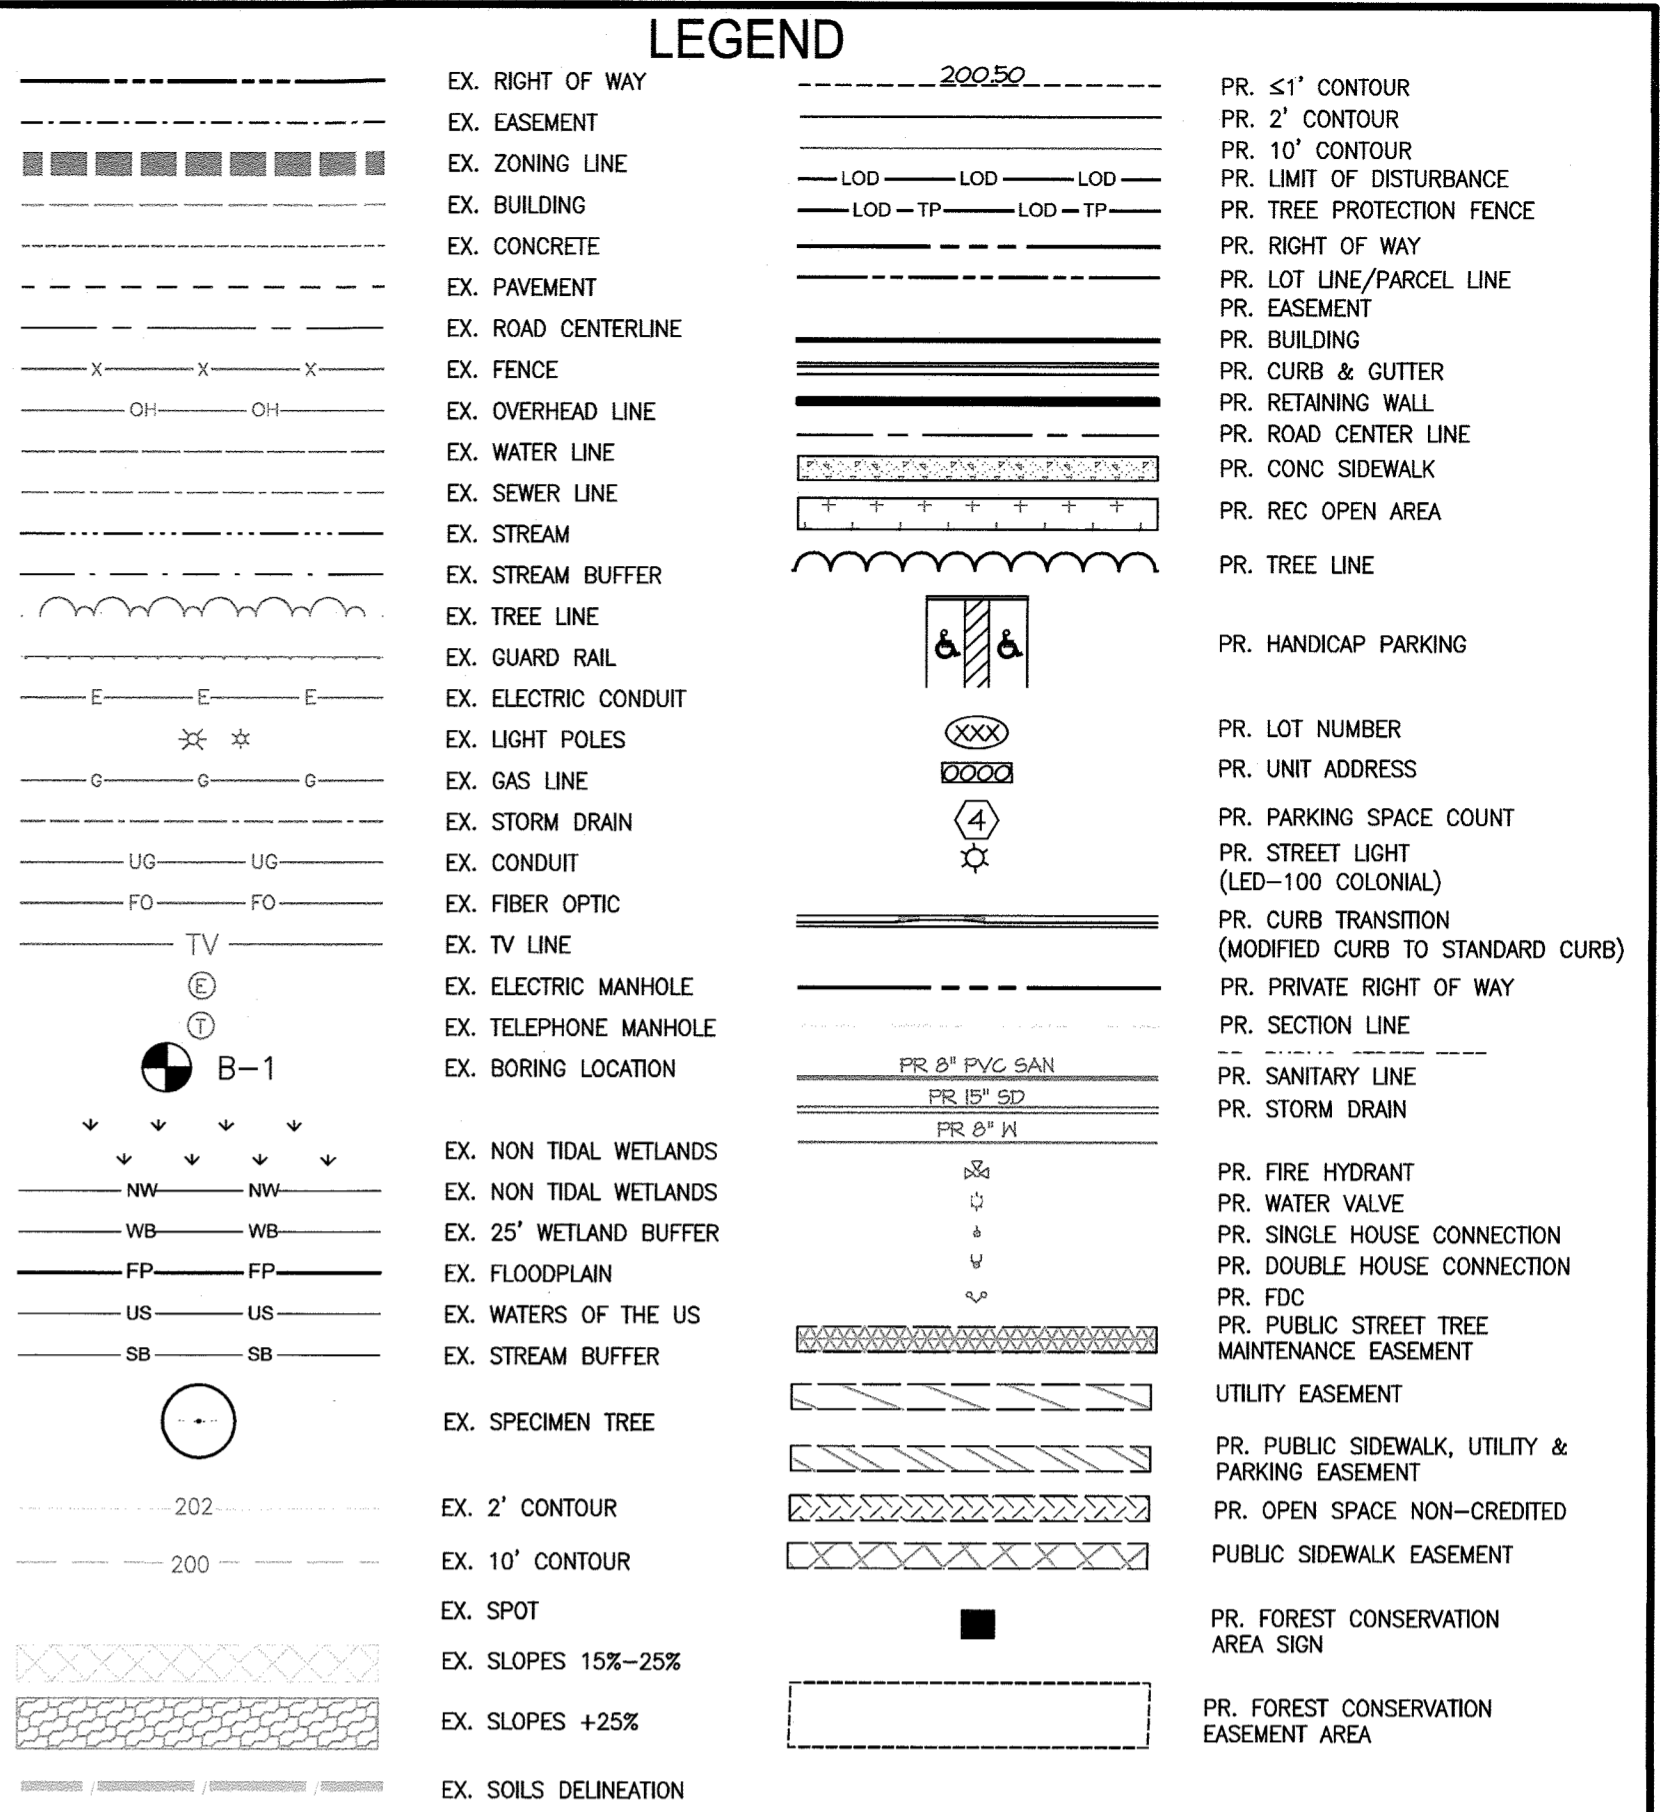 LEGEND
EX. RIGHT OF WAY
EX. EASEMENT
EX. ZONING LINE
EX. BUILDING
EX. CONCRETE
EX. PAVEMENT
EX. ROAD CENTERLINE
X X X EX. FENCE
OH OH EX. OVERHEAD LINE
EX. WATER LINE
EX. SEWER LINE
EX. STREAM
EX. STREAM BUFFER
EX. TREE LINE
EX. GUARD RAIL
E E E EX. ELECTRIC CONDUIT
EX. LIGHT POLES
G G G EX. GAS LINE
EX. STORM DRAIN
UG UG EX. CONDUIT
FO FO EX. FIBER OPTIC
TV EX. TV LINE
E EX. ELECTRIC MANHOLE
T EX. TELEPHONE MANHOLE
B-1 EX. BORING LOCATION
EX. NON TIDAL WETLANDS
NW NW EX. NON TIDAL WETLANDS
WB WB EX. 25' WETLAND BUFFER
FP FP EX. FLOODPLAIN
US US EX. WATERS OF THE US
SB SB EX. STREAM BUFFER
EX. SPECIMEN TREE
202 EX. 2' CONTOUR
200 EX. 10' CONTOUR
EX. SPOT
EX. SLOPES 15%-25%
EX. SLOPES +25%
EX. SOILS DELINEATION
200.50 PR. ≤1' CONTOUR
PR. 2' CONTOUR
PR. 10' CONTOUR
LOD LOD LOD PR. LIMIT OF DISTURBANCE
LOD TP LOD TP PR. TREE PROTECTION FENCE
PR. RIGHT OF WAY
PR. LOT LINE/PARCEL LINE
PR. EASEMENT
PR. BUILDING
PR. CURB & GUTTER
PR. RETAINING WALL
PR. ROAD CENTER LINE
PR. CONC SIDEWALK
PR. REC OPEN AREA
PR. TREE LINE
PR. HANDICAP PARKING
XXX PR. LOT NUMBER
0000 PR. UNIT ADDRESS
4 PR. PARKING SPACE COUNT
PR. STREET LIGHT
(LED-100 COLONIAL)
PR. CURB TRANSITION
(MODIFIED CURB TO STANDARD CURB)
PR. PRIVATE RIGHT OF WAY
PR. SECTION LINE
PR 8" PVC SAN PR. SANITARY LINE
PR 15" SD PR. STORM DRAIN
PR 8" W
PR. FIRE HYDRANT
PR. WATER VALVE
PR. SINGLE HOUSE CONNECTION
PR. DOUBLE HOUSE CONNECTION
PR. FDC
PR. PUBLIC STREET TREE
MAINTENANCE EASEMENT
UTILITY EASEMENT
PR. PUBLIC SIDEWALK, UTILITY &
PARKING EASEMENT
PR. OPEN SPACE NON-CREDITED
PUBLIC SIDEWALK EASEMENT
PR. FOREST CONSERVATION
AREA SIGN
PR. FOREST CONSERVATION
EASEMENT AREA